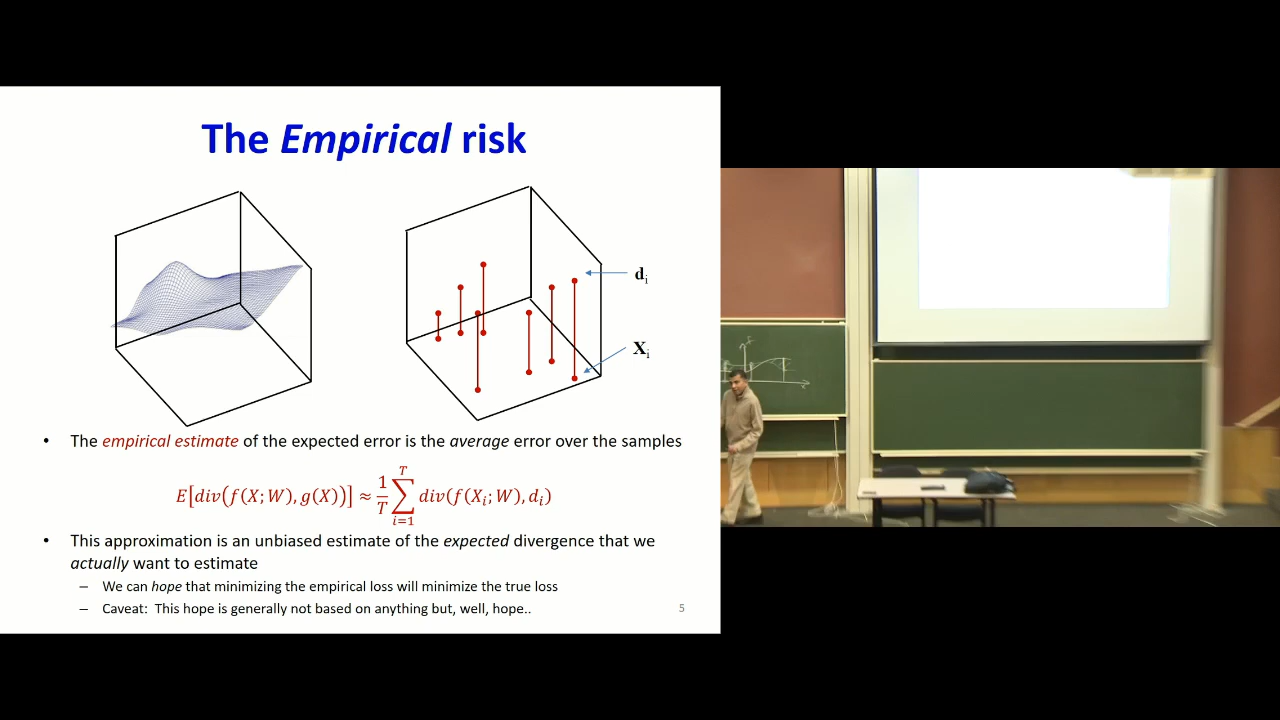 The Empirical risk
d_i
X_i
• The empirical estimate of the expected error is the average error over the samples
E[div(f(X; W), g(X))] ≈ \frac{1}{T} \sum_{i=1}^{T} div(f(X_i; W), d_i)
• This approximation is an unbiased estimate of the expected divergence that we
actually want to estimate
– We can hope that minimizing the empirical loss will minimize the true loss
– Caveat: This hope is generally not based on anything but, well, hope..
5